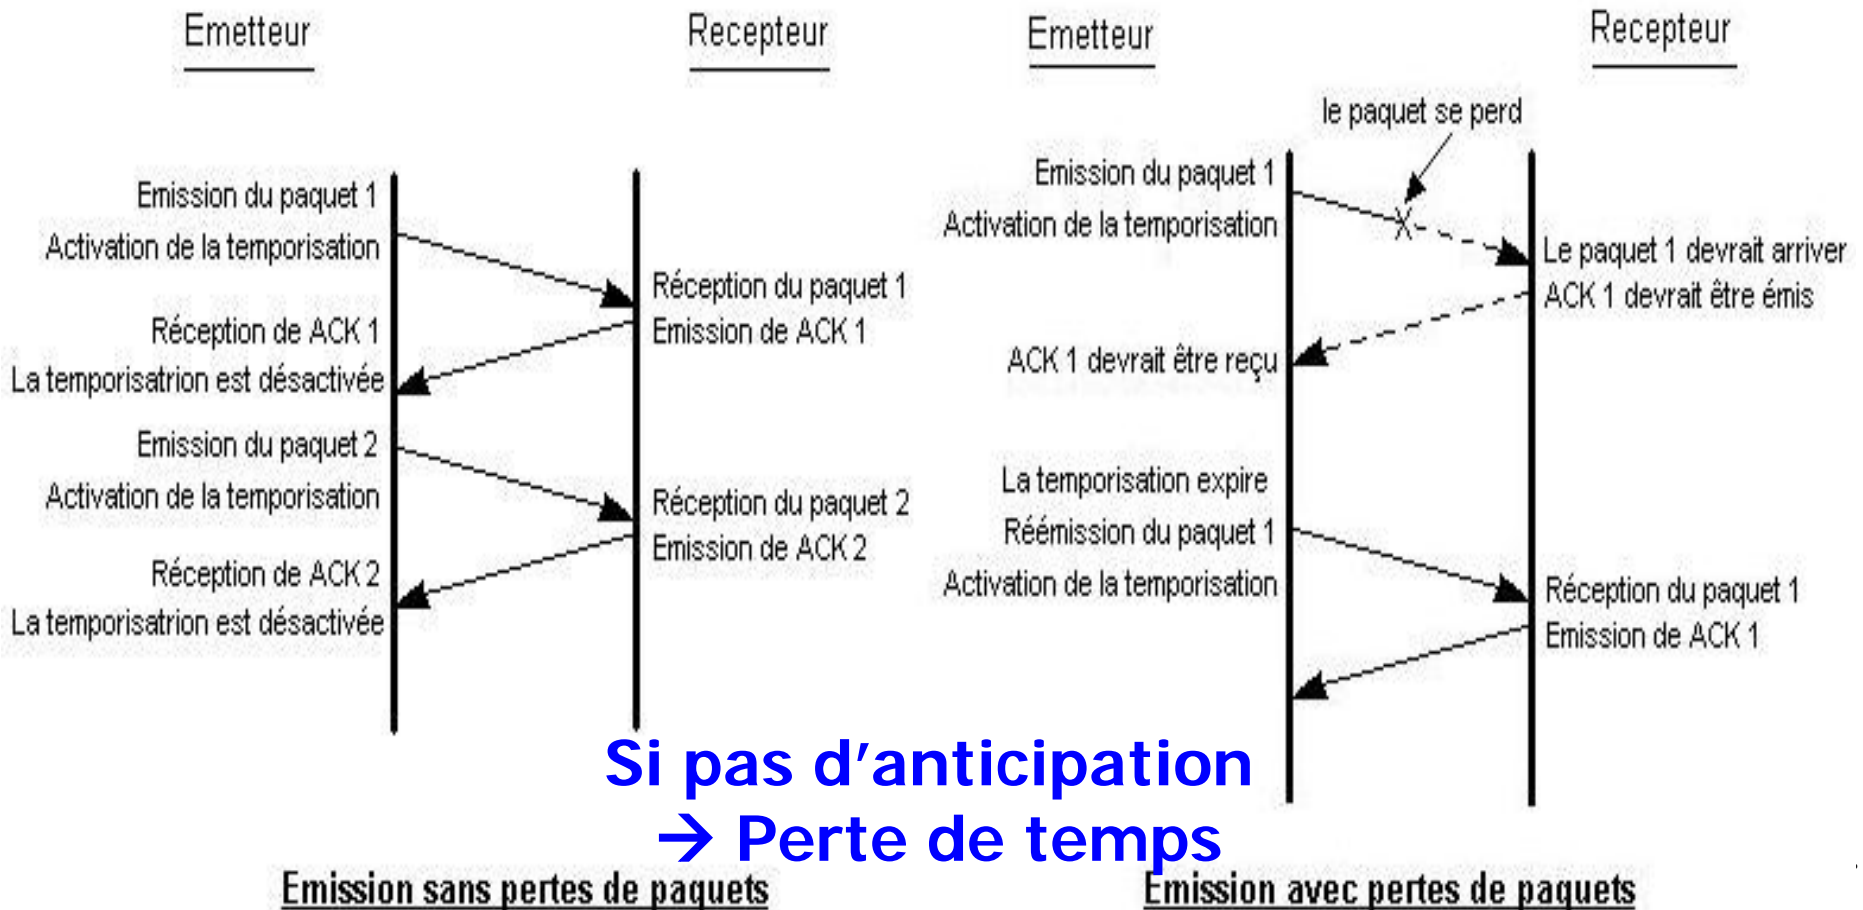 Emetteur
Recepteur
Emission du paquet 1
Activation de la temporisation
Réception du paquet 1
Emission de ACK 1
Réception de ACK 1
La temporisatrion est désactivée
Emission du paquet 2
Activation de la temporisation
Réception du paquet 2
Emission de ACK 2
Réception de ACK 2
La temporisatrion est désactivée
Emetteur
Recepteur
le paquet se perd
Emission du paquet 1
Activation de la temporisation
Le paquet 1 devrait arriver
ACK 1 devrait être émis
ACK 1 devrait être reçu
La temporisation expire
Réémission du paquet 1
Activation de la temporisation
Réception du paquet 1
Emission de ACK 1
Si pas d’anticipation
→ Perte de temps
Emission sans pertes de paquets
Emission avec pertes de paquets